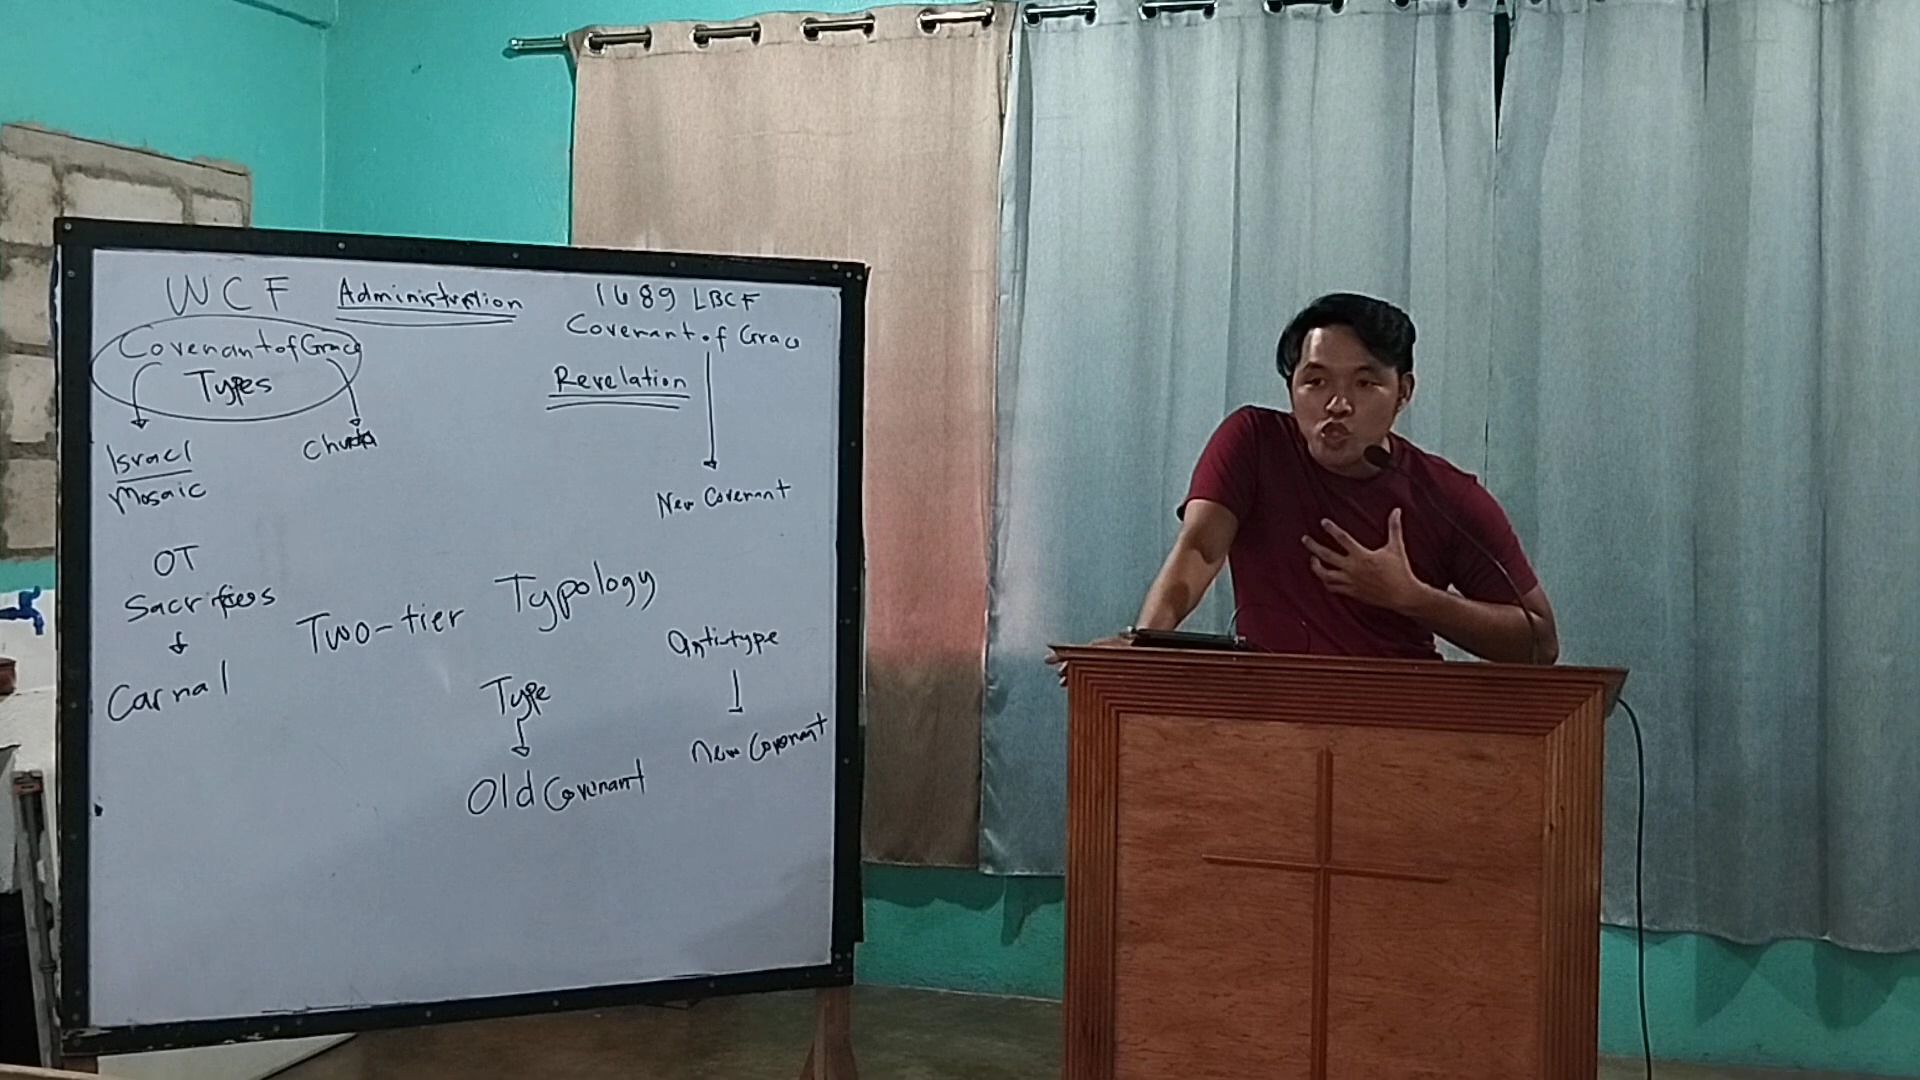 WCF Administration 1689 LBCF
Covenant of Grace
Types
Covenant of Grace
Revelation
Israel
Mosaic
Church
New Covenant
OT
Sacrifices
Carnal
Two-tier Typology
Type
Old Covenant
Antitype
New Covenant